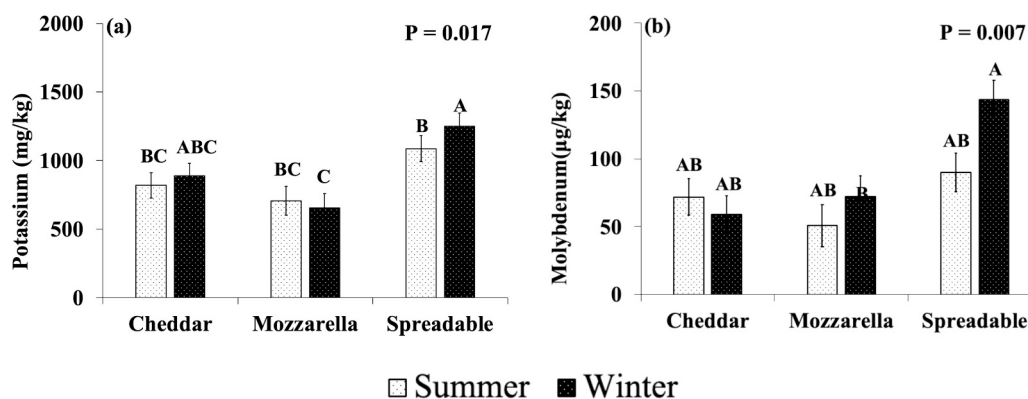 (a)
P = 0.017
Potassium (mg/kg)
2000
1500
1000
500
0
BC
ABC
BC
C
B
A
Cheddar
Mozzarella
Spreadable
(b)
P = 0.007
Molybdenum(µg/kg)
200
150
100
50
0
AB
AB
AB
B
AB
A
Cheddar
Mozzarella
Spreadable
Summer
Winter